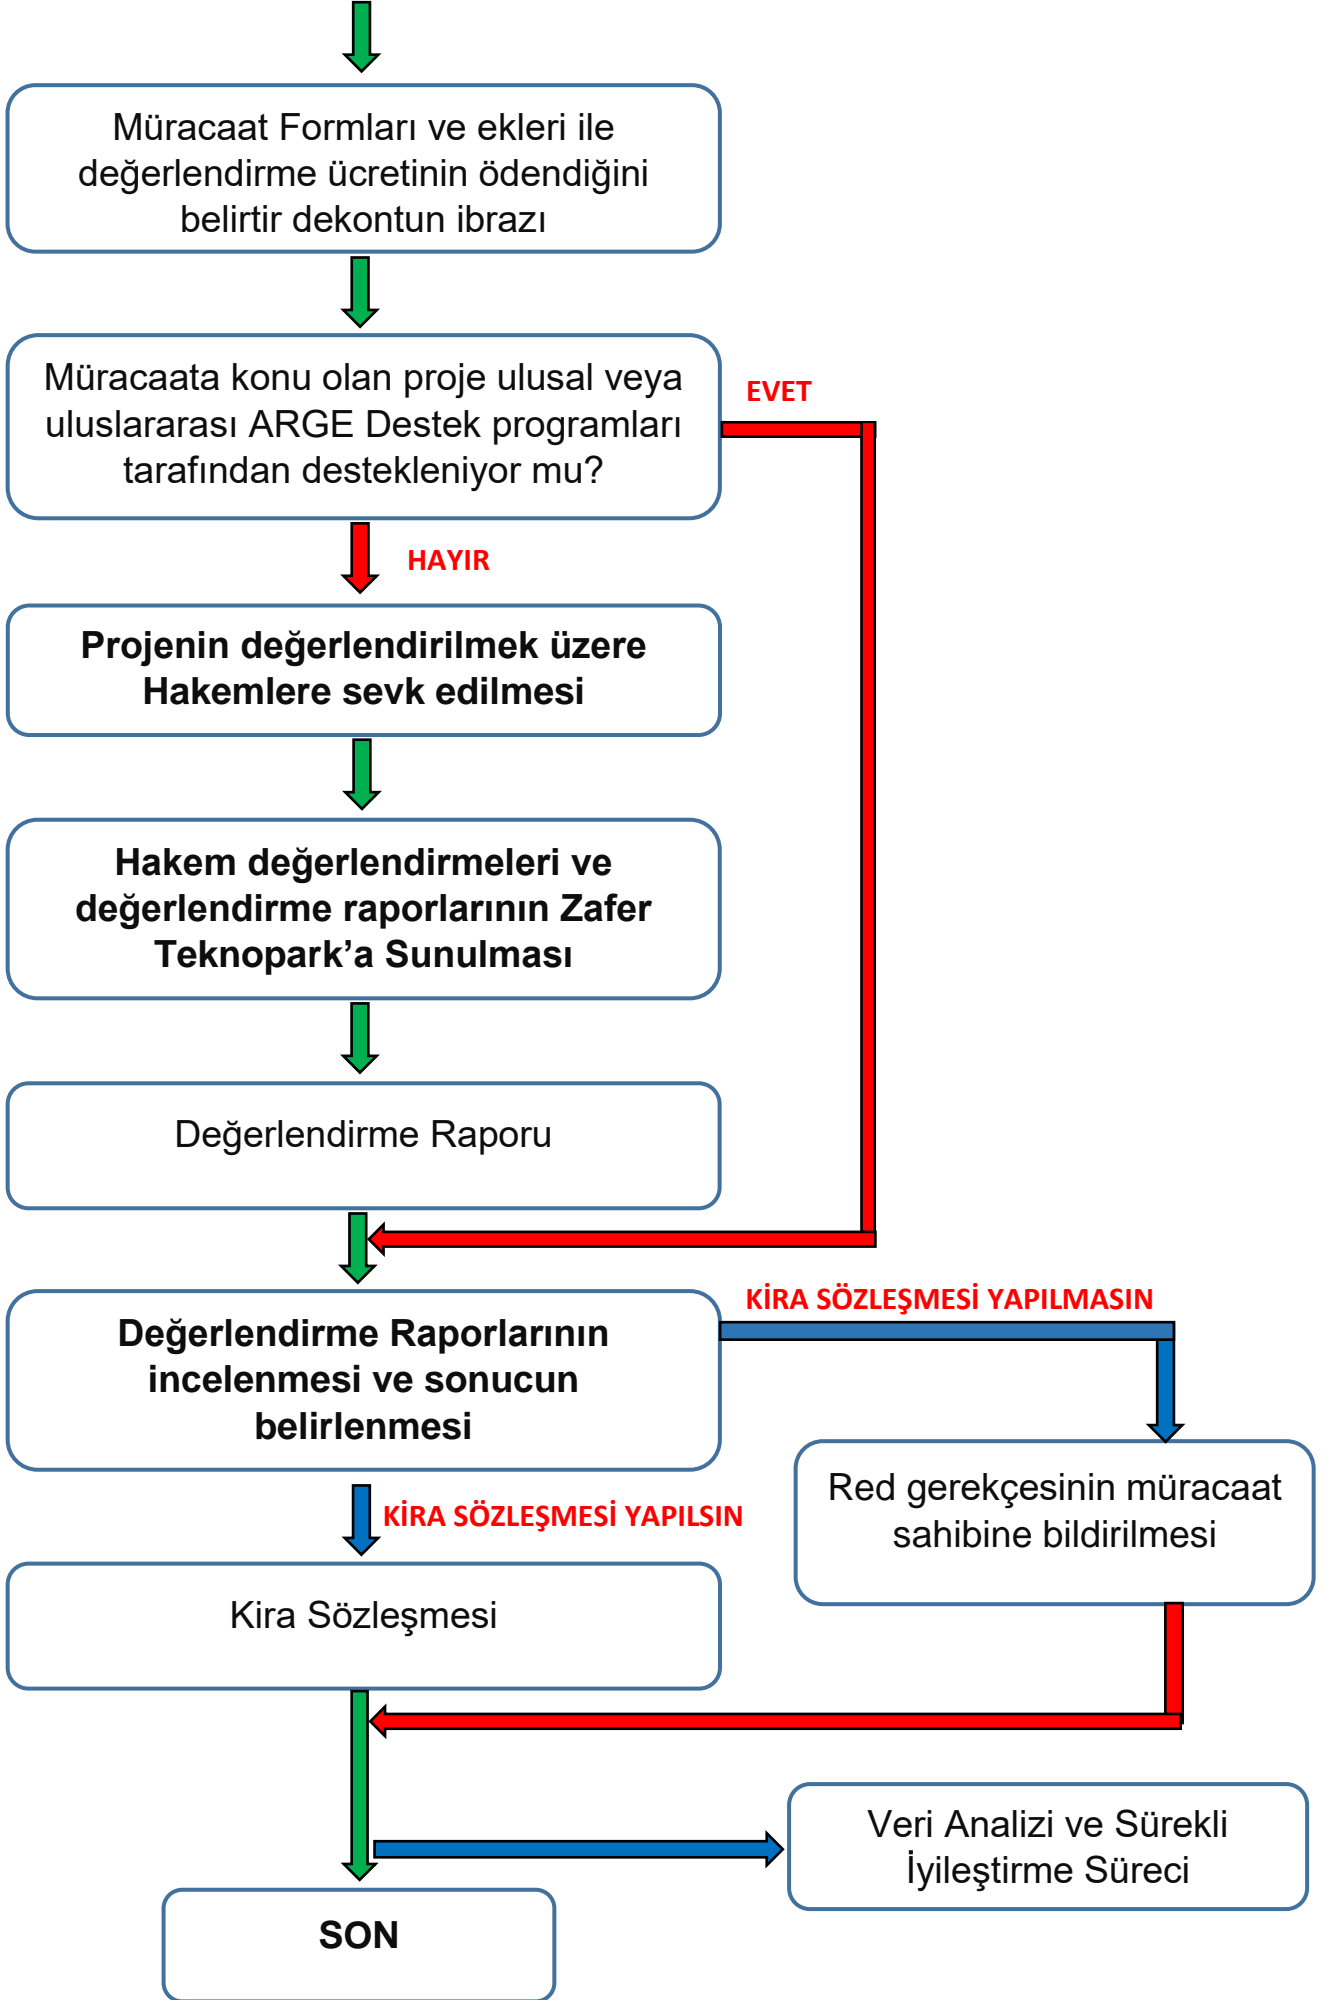 Müracaat Formları ve ekleri ile
değerlendirme ücretinin ödendiğini
belirtir dekontun ibrazı
Müracaata konu olan proje ulusal veya
uluslararası ARGE Destek programları
tarafından destekleniyor mu?
EVET
HAYIR
Projenin değerlendirilmek üzere
Hakemlere sevk edilmesi
Hakem değerlendirmeleri ve
değerlendirme raporlarının Zafer
Teknopark’a Sunulması
Değerlendirme Raporu
KİRA SÖZLEŞMESİ YAPILMASIN
Değerlendirme Raporlarının
incelenmesi ve sonucun
belirlenmesi
Red gerekçesinin müracaat
sahibine bildirilmesi
KİRA SÖZLEŞMESİ YAPILSIN
Kira Sözleşmesi
Veri Analizi ve Sürekli
İyileştirme Süreci
SON